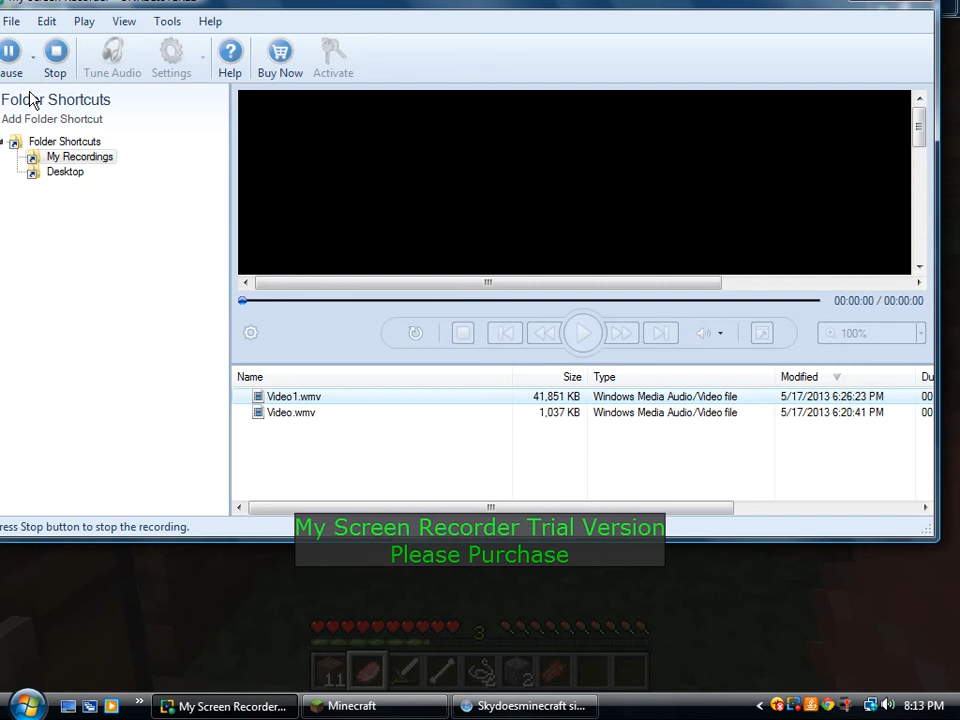 File Edit Play View Tools Help
ause Stop Tune Audio Settings Help Buy Now Activate
Folder Shortcuts
Add Folder Shortcut
Folder Shortcuts
My Recordings
Desktop
00:00:00 / 00:00:00
100%
Name Size Type Modified Du
Video1.wmv 41,851 KB Windows Media Audio/Video file 5/17/2013 6:26:23 PM 00
Video.wmv 1,037 KB Windows Media Audio/Video file 5/17/2013 6:20:41 PM 00
ress Stop button to stop the recording.
My Screen Recorder Trial Version
Please Purchase
3
11 2 2
My Screen Recorder... Minecraft Skydoesminecraft si... 8:13 PM